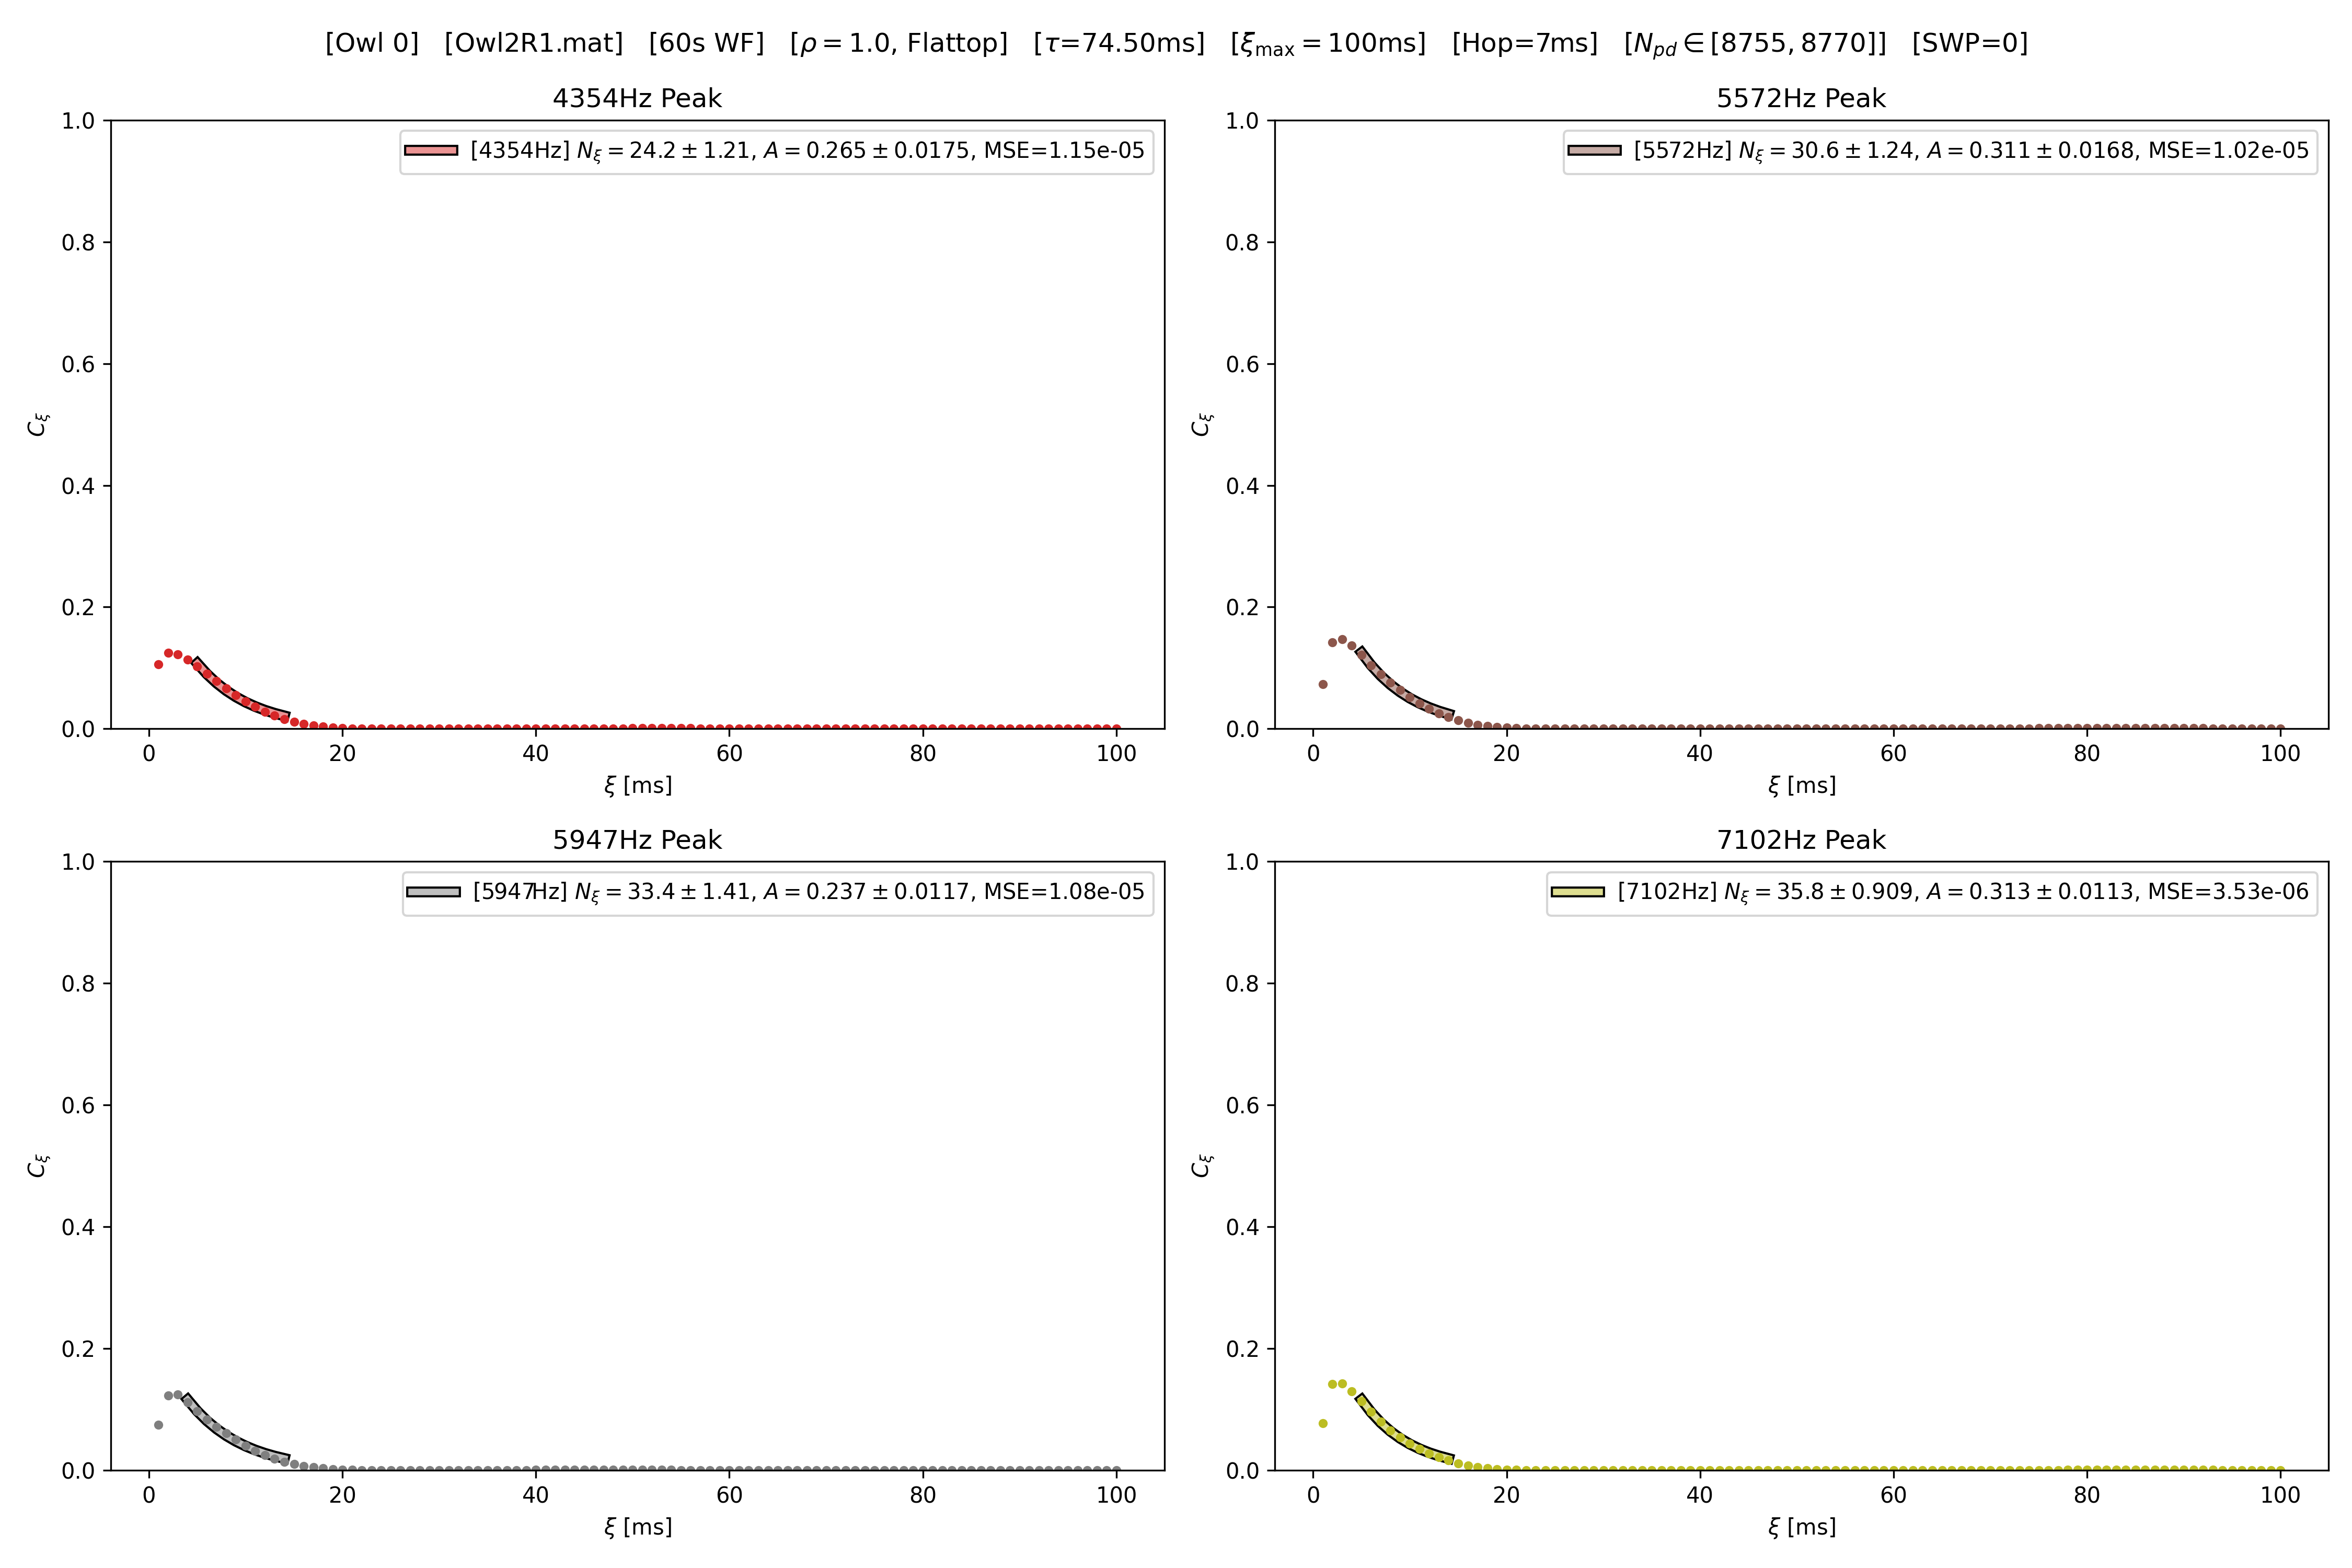 [Owl 0] [Owl2R1.mat] [60s WF] [ρ = 1.0, Flattop] [τ=74.50ms] [ξmax = 100ms] [Hop=7ms] [Npd ∈ [8755, 8770]] [SWP=0]
4354Hz Peak
[4354Hz] Nξ = 24.2 ± 1.21, A = 0.265 ± 0.0175, MSE=1.15e-05
1.0
0.8
0.6
0.4
0.2
0.0
Cξ
0 20 40 60 80 100
ξ [ms]
5572Hz Peak
[5572Hz] Nξ = 30.6 ± 1.24, A = 0.311 ± 0.0168, MSE=1.02e-05
1.0
0.8
0.6
0.4
0.2
0.0
Cξ
0 20 40 60 80 100
ξ [ms]
5947Hz Peak
[5947Hz] Nξ = 33.4 ± 1.41, A = 0.237 ± 0.0117, MSE=1.08e-05
1.0
0.8
0.6
0.4
0.2
0.0
Cξ
0 20 40 60 80 100
ξ [ms]
7102Hz Peak
[7102Hz] Nξ = 35.8 ± 0.909, A = 0.313 ± 0.0113, MSE=3.53e-06
1.0
0.8
0.6
0.4
0.2
0.0
Cξ
0 20 40 60 80 100
ξ [ms]